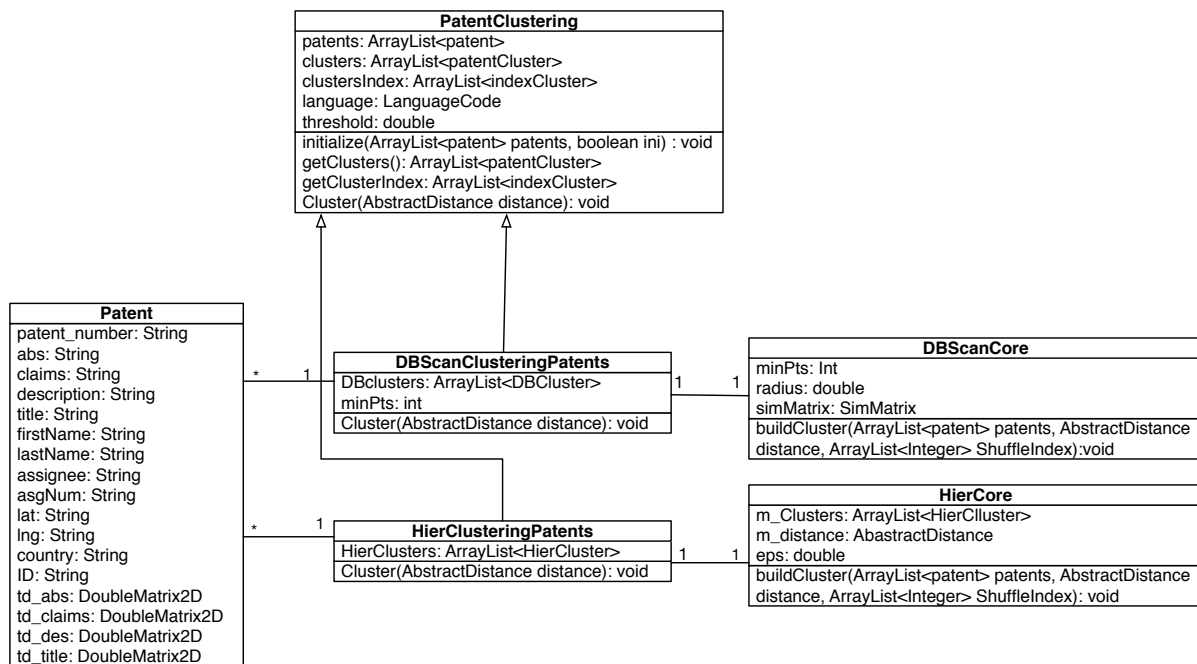 PatentClustering
patents: ArrayList<patent>
clusters: ArrayList<patentCluster>
clustersIndex: ArrayList<indexCluster>
language: LanguageCode
threshold: double
initialize(ArrayList<patent> patents, boolean ini) : void
getClusters(): ArrayList<patentCluster>
getClusterIndex: ArrayList<indexCluster>
Cluster(AbstractDistance distance): void
Patent
patent_number: String
abs: String
claims: String
description: String
title: String
firstName: String
lastName: String
assignee: String
asgNum: String
lat: String
lng: String
country: String
ID: String
td_abs: DoubleMatrix2D
td_claims: DoubleMatrix2D
td_des: DoubleMatrix2D
td_title: DoubleMatrix2D
* 1
DBScanClusteringPatents
DBclusters: ArrayList<DBCluster>
minPts: int
Cluster(AbstractDistance distance): void
1 1
DBScanCore
minPts: Int
radius: double
simMatrix: SimMatrix
buildCluster(ArrayList<patent> patents, AbstractDistance
distance, ArrayList<Integer> ShuffleIndex):void
* 1
HierClusteringPatents
HierClusters: ArrayList<HierCluster>
Cluster(AbstractDistance distance): void
1 1
HierCore
m_Clusters: ArrayList<HierClluster>
m_distance: AbastractDistance
eps: double
buildCluster(ArrayList<patent> patents, AbstractDistance
distance, ArrayList<Integer> ShuffleIndex): void